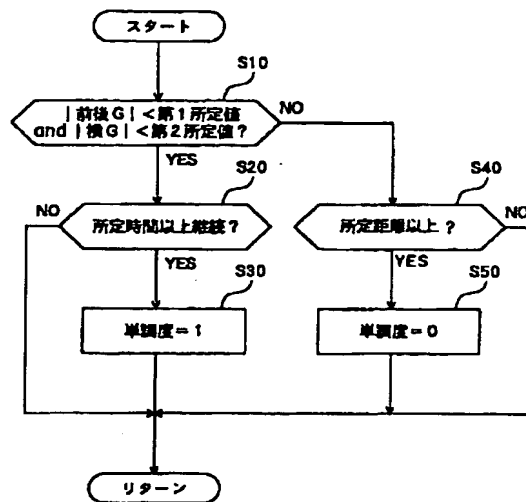 スタート
S10
|前後G|<第1所定値
and |横G|<第2所定値?
NO
YES
S20
S40
NO
所定時間以上継続?
所定距離以上?
NO
YES
YES
S30
S50
単調度=1
単調度=0
リターン